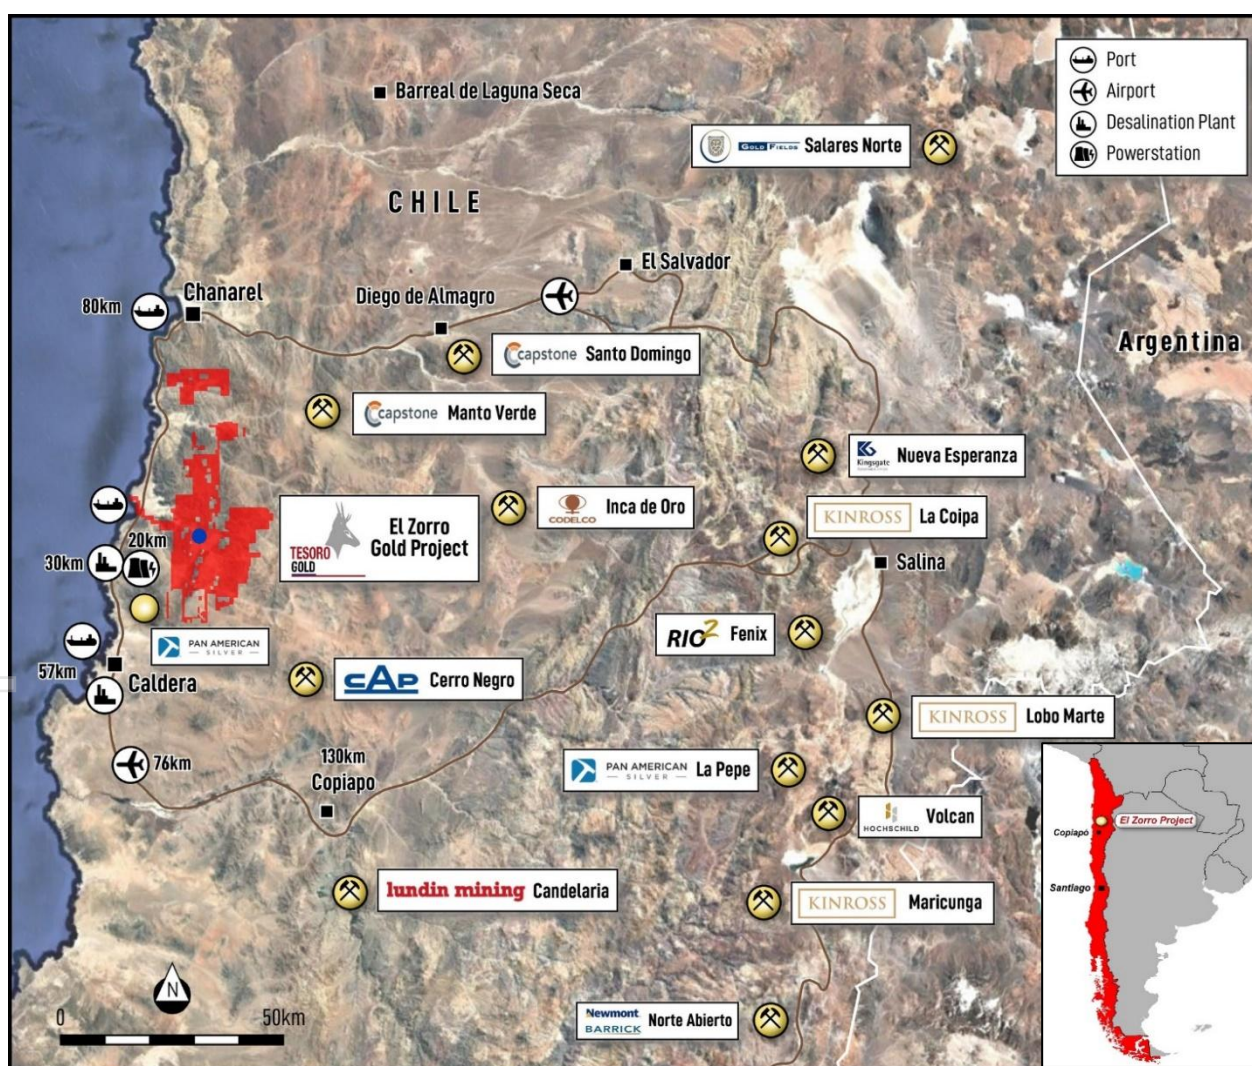 Port
Airport
Desalination Plant
Powerstation
Barreal de Laguna Seca
GOLD FIELDS Salares Norte
CHILE
El Salvador
80km
Chanarel
Diego de Almagro
Argentina
capstone Santo Domingo
capstone Manto Verde
Kingsgate
Nueva Esperanza
CODELCO
Inca de Oro
KINROSS La Coipa
TESORO
GOLD
El Zorro
Gold Project
20km
30km
Salina
RIO2 Fenix
PAN AMERICAN
SILVER
57km
Caldera
CAP Cerro Negro
KINROSS Lobo Marte
76km
130km
Copiapo
PAN AMERICAN
SILVER
La Pepe
HOCHSCHILD
Volcan
lundin mining Candelaria
KINROSS Maricunga
Newmont
BARRICK
Norte Abierto
N
0 50km
El Zorro Project
Copiapó
Santiago